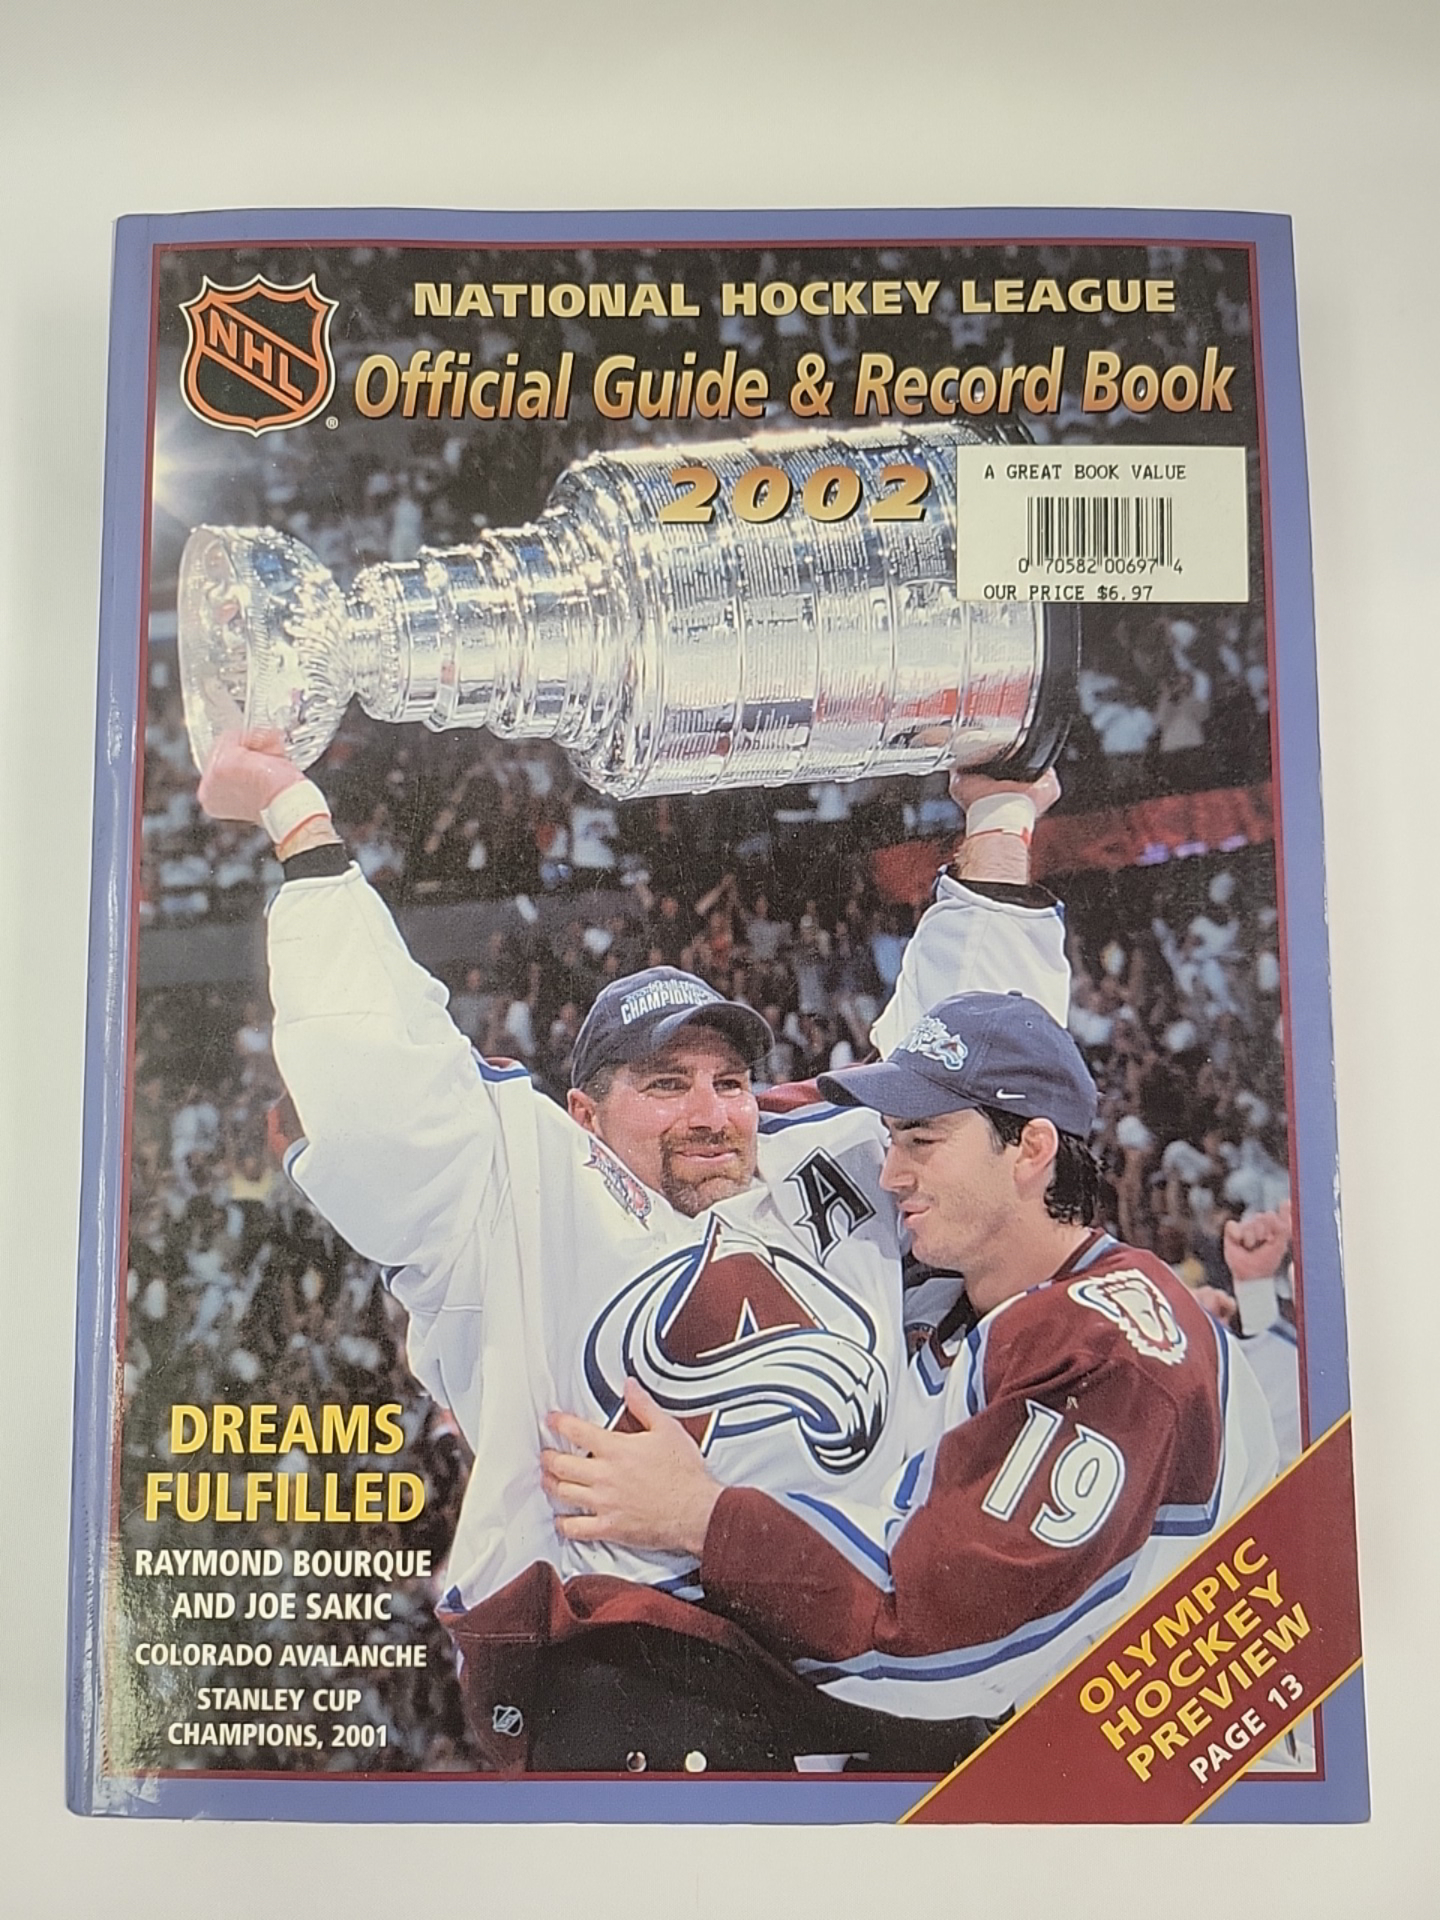 NHL
®
NATIONAL HOCKEY LEAGUE
Official Guide & Record Book
2002
A GREAT BOOK VALUE
0 70582 00697 4
OUR PRICE $6.97
CHAMPIONS
A
19
DREAMS
FULFILLED
RAYMOND BOURQUE
AND JOE SAKIC
COLORADO AVALANCHE
STANLEY CUP
CHAMPIONS, 2001
OLYMPIC
HOCKEY
PREVIEW
PAGE 13